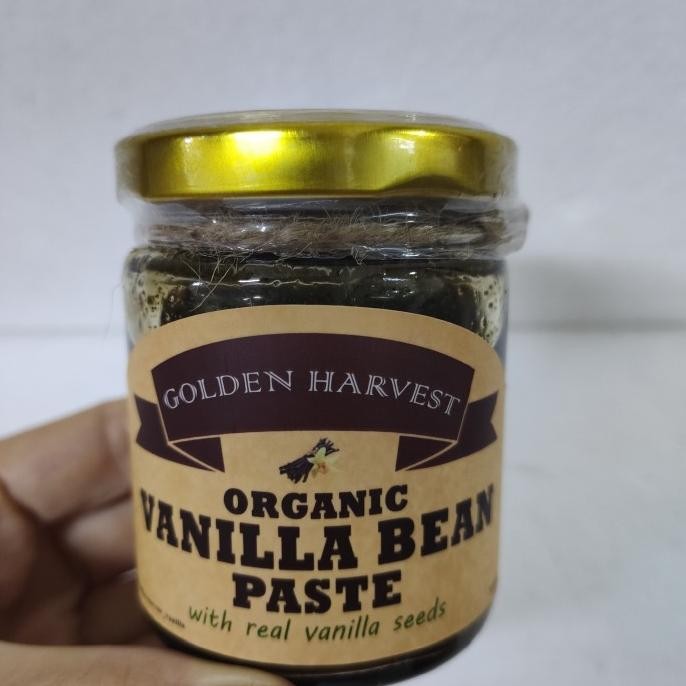 GOLDEN HARVEST
ORGANIC
VANILLA BEAN
PASTE
with real vanilla seeds